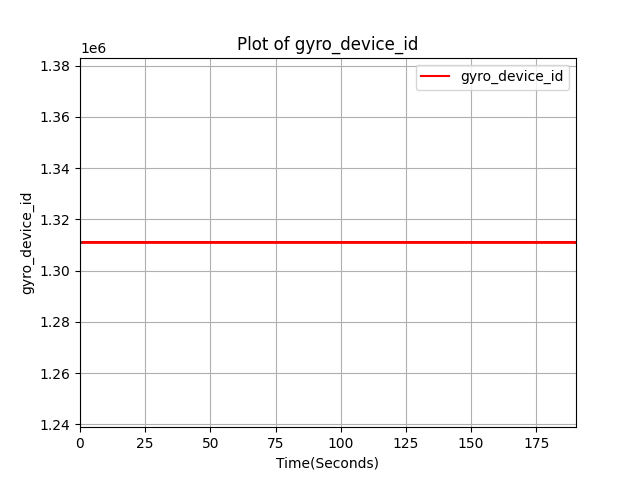 Plot of gyro_device_id
1e6
gyro_device_id
1.38
1.36
1.34
1.32
1.30
1.28
1.26
1.24
gyro_device_id
0 25 50 75 100 125 150 175
Time(Seconds)